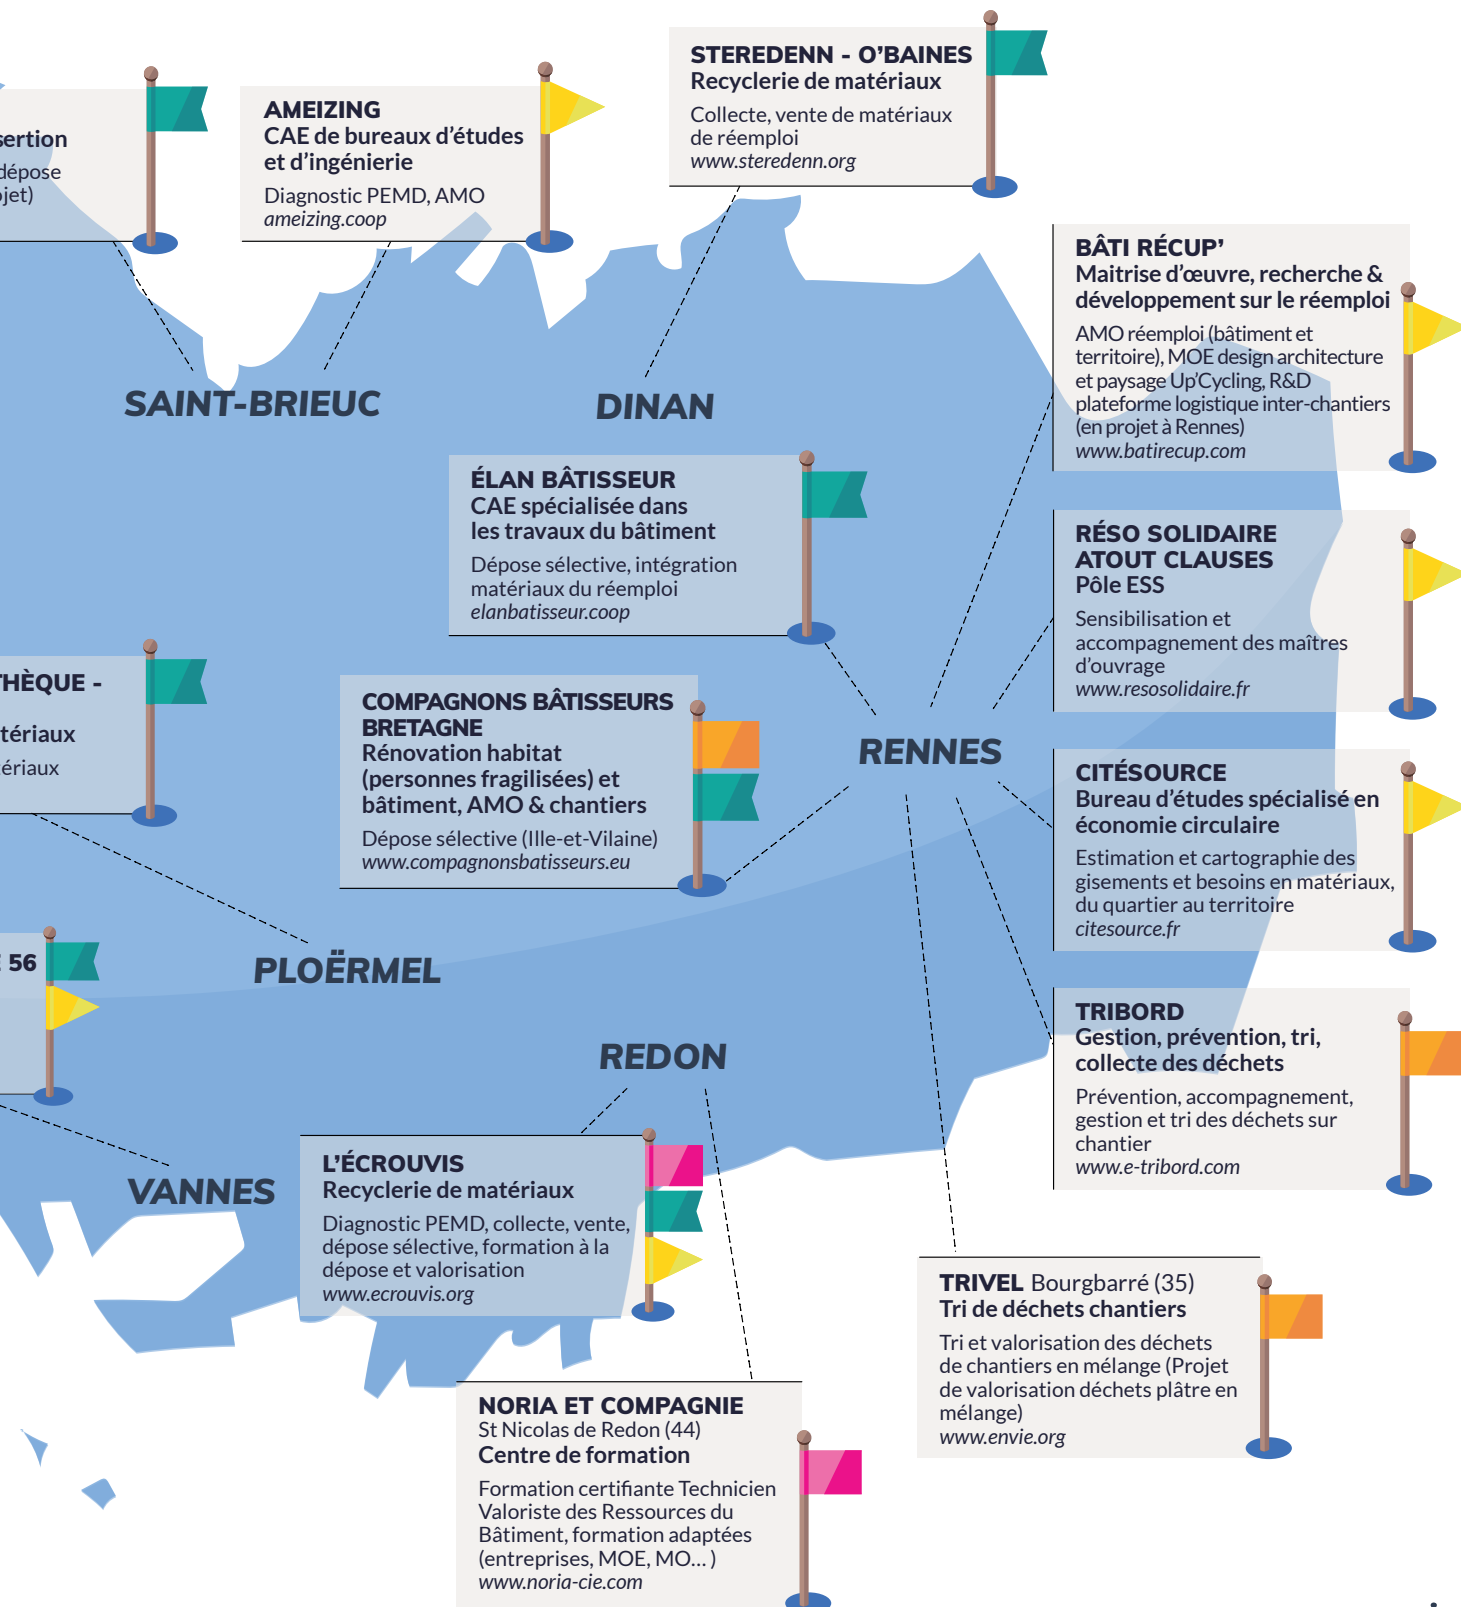 STEREDENN - O'BAINES
Recyclerie de matériaux
Collecte, vente de matériaux
de réemploi
www.steredenn.org
AMEIZING
CAE de bureaux d'études
et d'ingénierie
Diagnostic PEMD, AMO
ameizing.coop
sertion
dépose
jet)
BÂTI RÉCUP'
Maitrise d'œuvre, recherche &
développement sur le réemploi
AMO réemploi (bâtiment et
territoire), MOE design architecture
et paysage Up'Cycling, R&D
plateforme logistique inter-chantiers
(en projet à Rennes)
www.batirecup.com
SAINT-BRIEUC
DINAN
ÉLAN BÂTISSEUR
CAE spécialisée dans
les travaux du bâtiment
Dépose sélective, intégration
matériaux du réemploi
elanbatisseur.coop
RÉSO SOLIDAIRE
ATOUT CLAUSES
Pôle ESS
Sensibilisation et
accompagnement des maîtres
d'ouvrage
www.resosolidaire.fr
THÈQUE -
tériaux
ériaux
COMPAGNONS BÂTISSEURS
BRETAGNE
Rénovation habitat
(personnes fragilisées) et
bâtiment, AMO & chantiers
Dépose sélective (Ille-et-Vilaine)
www.compagnonsbatisseurs.eu
RENNES
CITÉSOURCE
Bureau d'études spécialisé en
économie circulaire
Estimation et cartographie des
gisements et besoins en matériaux,
du quartier au territoire
citesource.fr
56
PLOËRMEL
REDON
TRIBORD
Gestion, prévention, tri,
collecte des déchets
Prévention, accompagnement,
gestion et tri des déchets sur
chantier
www.e-tribord.com
VANNES
L'ÉCROUVIS
Recyclerie de matériaux
Diagnostic PEMD, collecte, vente,
dépose sélective, formation à la
dépose et valorisation
www.ecrouvis.org
TRIVEL Bourgbarré (35)
Tri de déchets chantiers
Tri et valorisation des déchets
de chantiers en mélange (Projet
de valorisation déchets plâtre en
mélange)
www.envie.org
NORIA ET COMPAGNIE
St Nicolas de Redon (44)
Centre de formation
Formation certifiante Technicien
Valoriste des Ressources du
Bâtiment, formation adaptées
(entreprises, MOE, MO... )
www.noria-cie.com